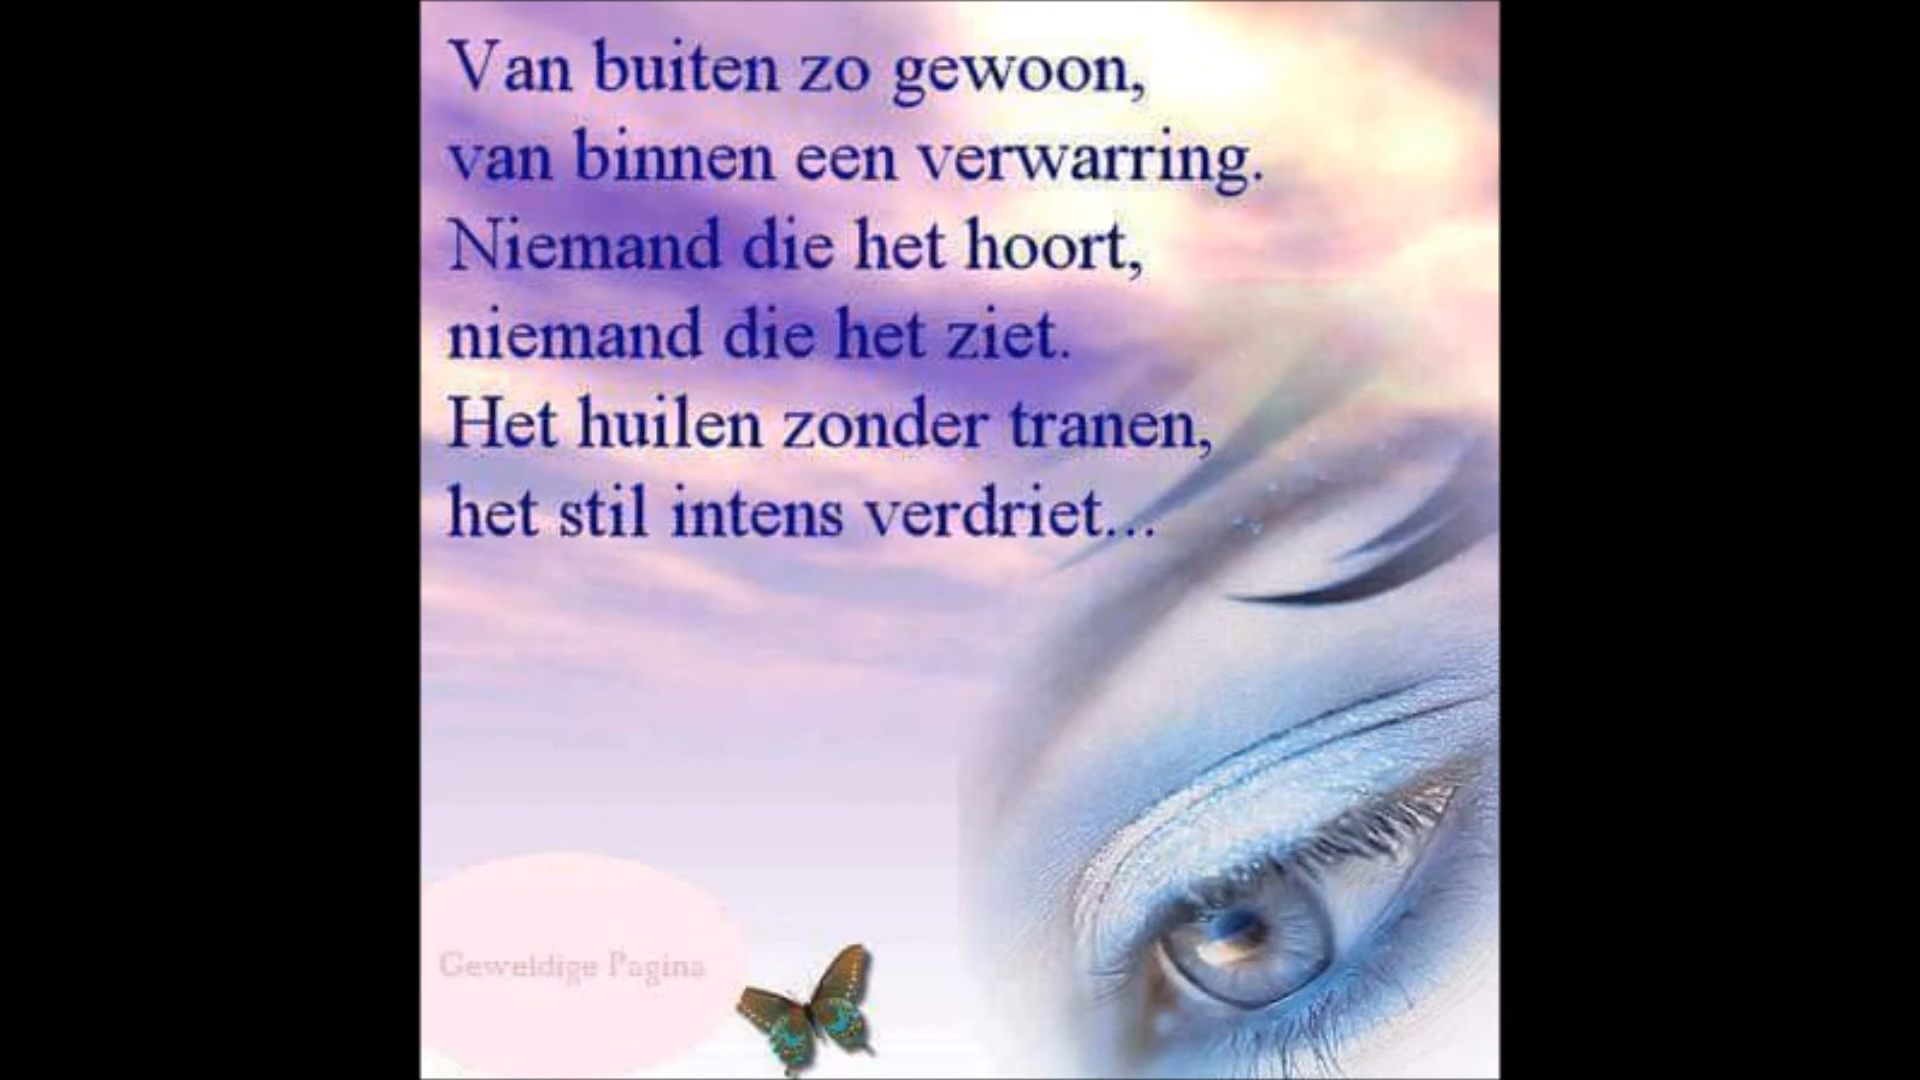 Van buiten zo gewoon,
van binnen een verwarring.
Niemand die het hoort,
niemand die het ziet.
Het huilen zonder tranen,
het stil intens verdriet...
Geweldige Pagina